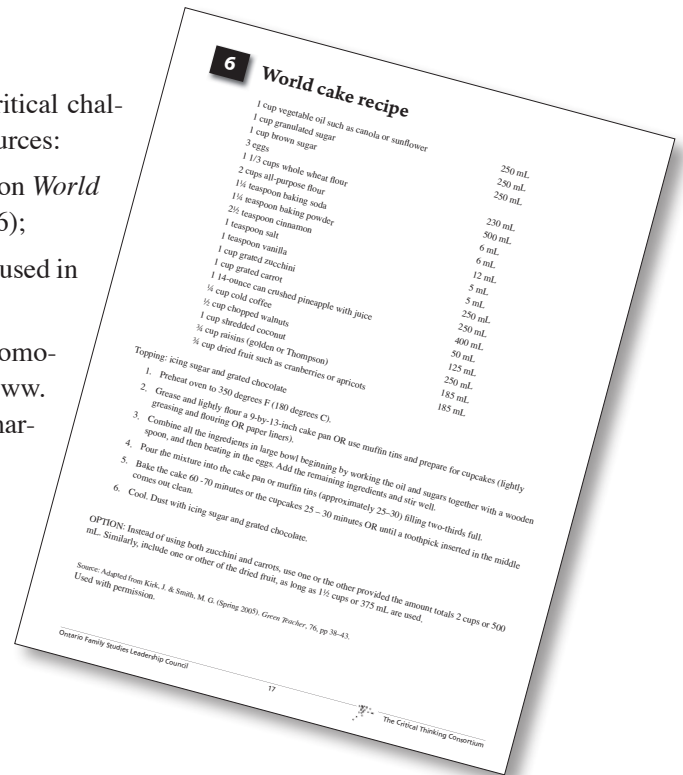 ritical chal-
urces:
on World
6);
used in
omo-
ww.
nar-
6 World cake recipe
1 cup vegetable oil such as canola or sunflower 250 mL
1 cup granulated sugar 250 mL
1 cup brown sugar 250 mL
3 eggs
1 1/3 cups whole wheat flour 230 mL
2 cups all-purpose flour 500 mL
1¼ teaspoon baking soda 6 mL
1¼ teaspoon baking powder 6 mL
2½ teaspoon cinnamon 12 mL
1 teaspoon salt 5 mL
1 teaspoon vanilla 5 mL
1 cup grated zucchini 250 mL
1 cup grated carrot 250 mL
1 14-ounce can crushed pineapple with juice 400 mL
¼ cup cold coffee 50 mL
½ cup chopped walnuts 125 mL
1 cup shredded coconut 250 mL
¾ cup raisins (golden or Thompson) 185 mL
¾ cup dried fruit such as cranberries or apricots 185 mL
Topping: icing sugar and grated chocolate
1. Preheat oven to 350 degrees F (180 degrees C).
2. Grease and lightly flour a 9-by-13-inch cake pan OR use muffin tins and prepare for cupcakes (lightly
greasing and flouring OR paper liners).
3. Combine all the ingredients in large bowl beginning by working the oil and sugars together with a wooden
spoon, and then beating in the eggs. Add the remaining ingredients and stir well.
4. Pour the mixture into the cake pan or muffin tins (approximately 25–30) filling two-thirds full.
5. Bake the cake 60 -70 minutes or the cupcakes 25 – 30 minutes OR until a toothpick inserted in the middle
comes out clean.
6. Cool. Dust with icing sugar and grated chocolate.
OPTION: Instead of using both zucchini and carrots, use one or the other provided the amount totals 2 cups or 500
mL. Similarly, include one or other of the dried fruit, as long as 1½ cups or 375 mL are used.
Source: Adapted from Kirk, J. & Smith, M. G. (Spring 2005). Green Teacher, 76, pp 38–43.
Used with permission.
Ontario Family Studies Leadership Council 17 The Critical Thinking Consortium